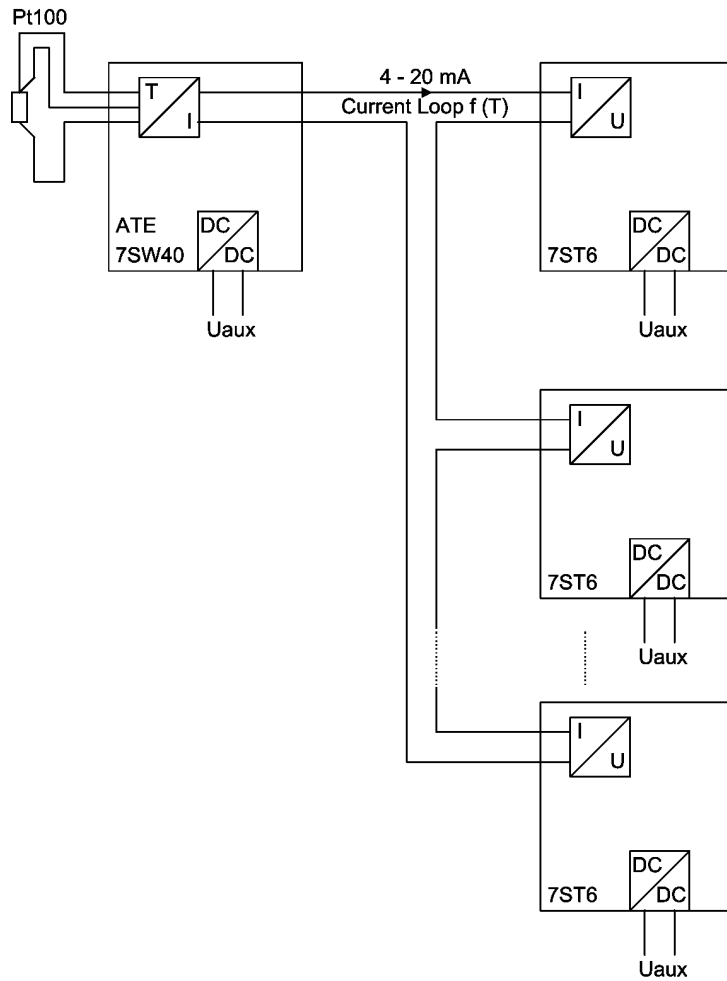 Pt100
T
I
ATE
7SW40
DC
DC
Uaux
4 - 20 mA
Current Loop f (T)
I
U
7ST6
DC
DC
Uaux
I
U
7ST6
DC
DC
Uaux
I
U
7ST6
DC
DC
Uaux